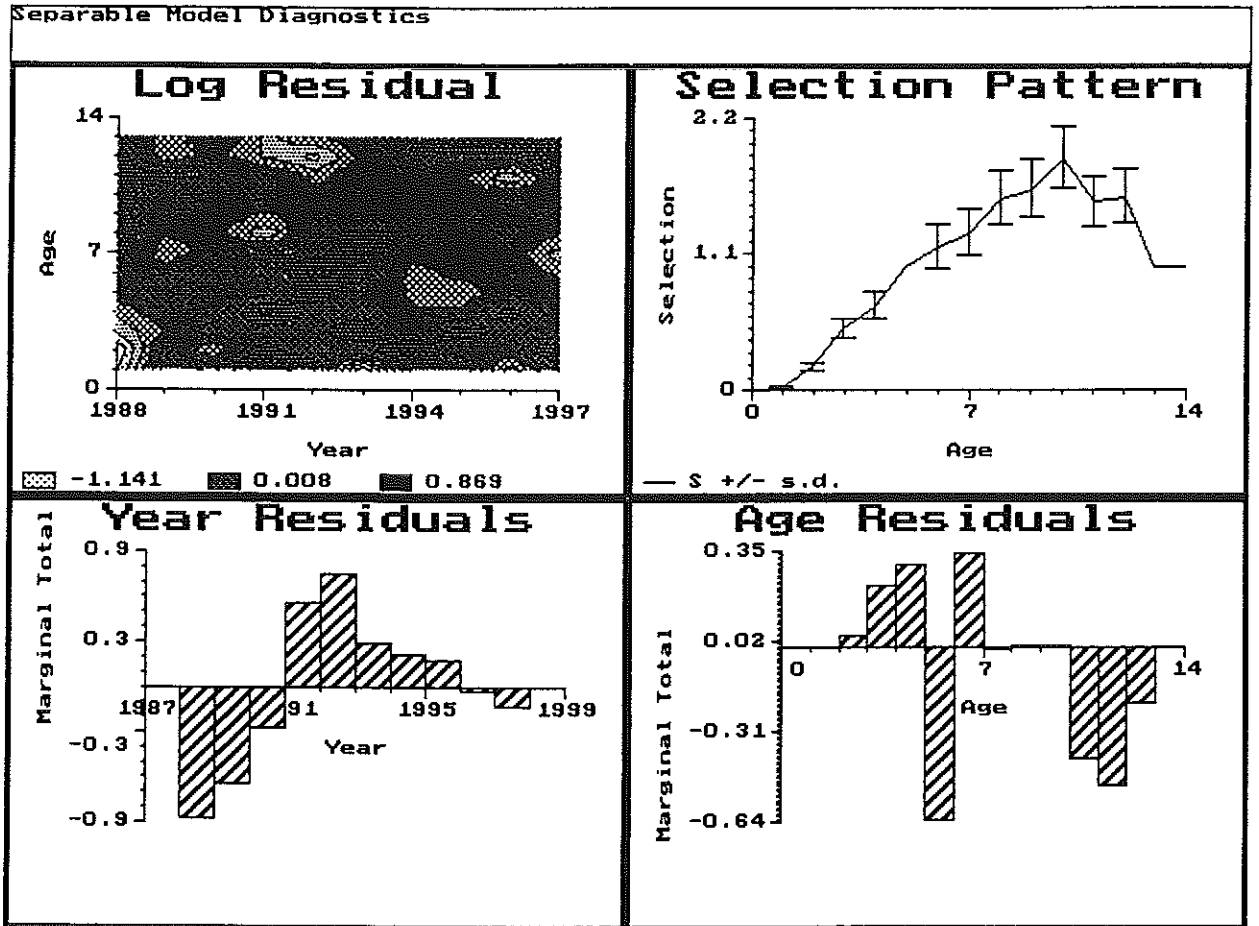 Separable Model Diagnostics
Log Residual
14
7
0
Age
1988 1991 1994 1997
Year
-1.141 0.008 0.869
Selection Pattern
2.2
1.1
0
Selection
0 7 14
Age
S +/- s.d.
Year Residuals
0.9
0.3
-0.3
-0.9
Marginal Total
1987 91 1995 1999
Year
Age Residuals
0.35
0.02
-0.31
-0.64
Marginal Total
0 7 14
Age